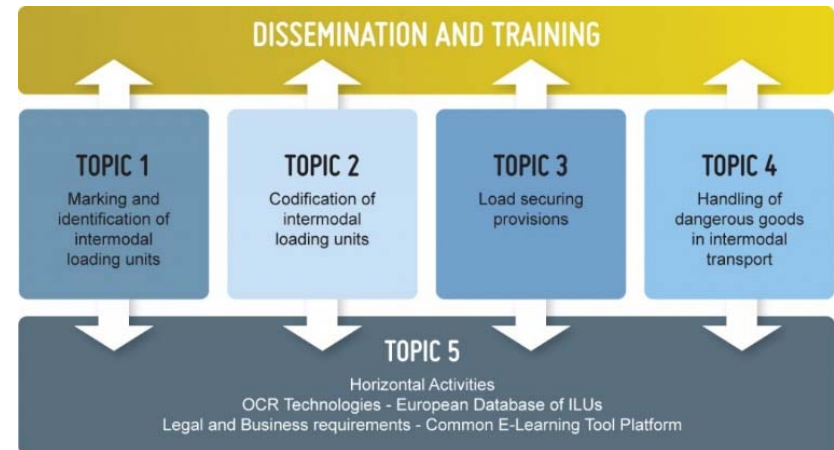 DISSEMINATION AND TRAINING
TOPIC 1
Marking and
identification of
intermodal
loading units
TOPIC 2
Codification of
intermodal
loading units
TOPIC 3
Load securing
provisions
TOPIC 4
Handling of
dangerous goods
in intermodal
transport
TOPIC 5
Horizontal Activities
OCR Technologies - European Database of ILUs
Legal and Business requirements - Common E-Learning Tool Platform